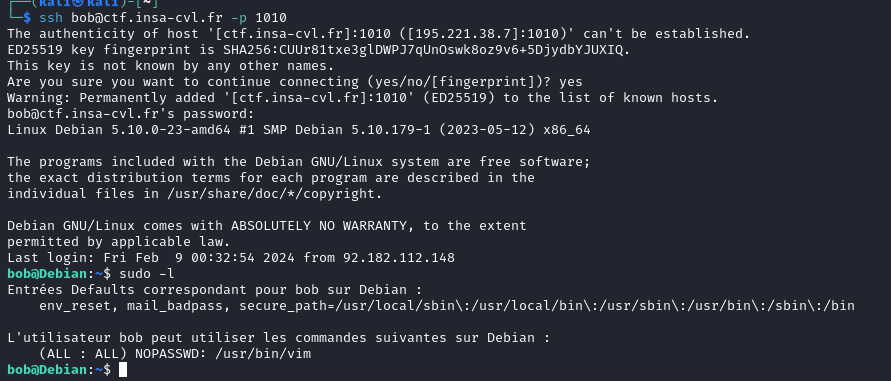 (kali㉿kali)-[~]
└─$ ssh bob@ctf.insa-cvl.fr -p 1010
The authenticity of host '[ctf.insa-cvl.fr]:1010 ([195.221.38.7]:1010)' can't be established.
ED25519 key fingerprint is SHA256:CUUr81txe3glDWPJ7qUnOswk8oz9v6+5DjydbYJUXIQ.
This key is not known by any other names.
Are you sure you want to continue connecting (yes/no/[fingerprint])? yes
Warning: Permanently added '[ctf.insa-cvl.fr]:1010' (ED25519) to the list of known hosts.
bob@ctf.insa-cvl.fr's password:
Linux Debian 5.10.0-23-amd64 #1 SMP Debian 5.10.179-1 (2023-05-12) x86_64
The programs included with the Debian GNU/Linux system are free software;
the exact distribution terms for each program are described in the
individual files in /usr/share/doc/*/copyright.
Debian GNU/Linux comes with ABSOLUTELY NO WARRANTY, to the extent
permitted by applicable law.
Last login: Fri Feb  9 00:32:54 2024 from 92.182.112.148
bob@Debian:~$ sudo -l
Entrées Defaults correspondant pour bob sur Debian :
    env_reset, mail_badpass, secure_path=/usr/local/sbin\:/usr/local/bin\:/usr/sbin\:/usr/bin\:/sbin\:/bin
L'utilisateur bob peut utiliser les commandes suivantes sur Debian :
    (ALL : ALL) NOPASSWD: /usr/bin/vim
bob@Debian:~$